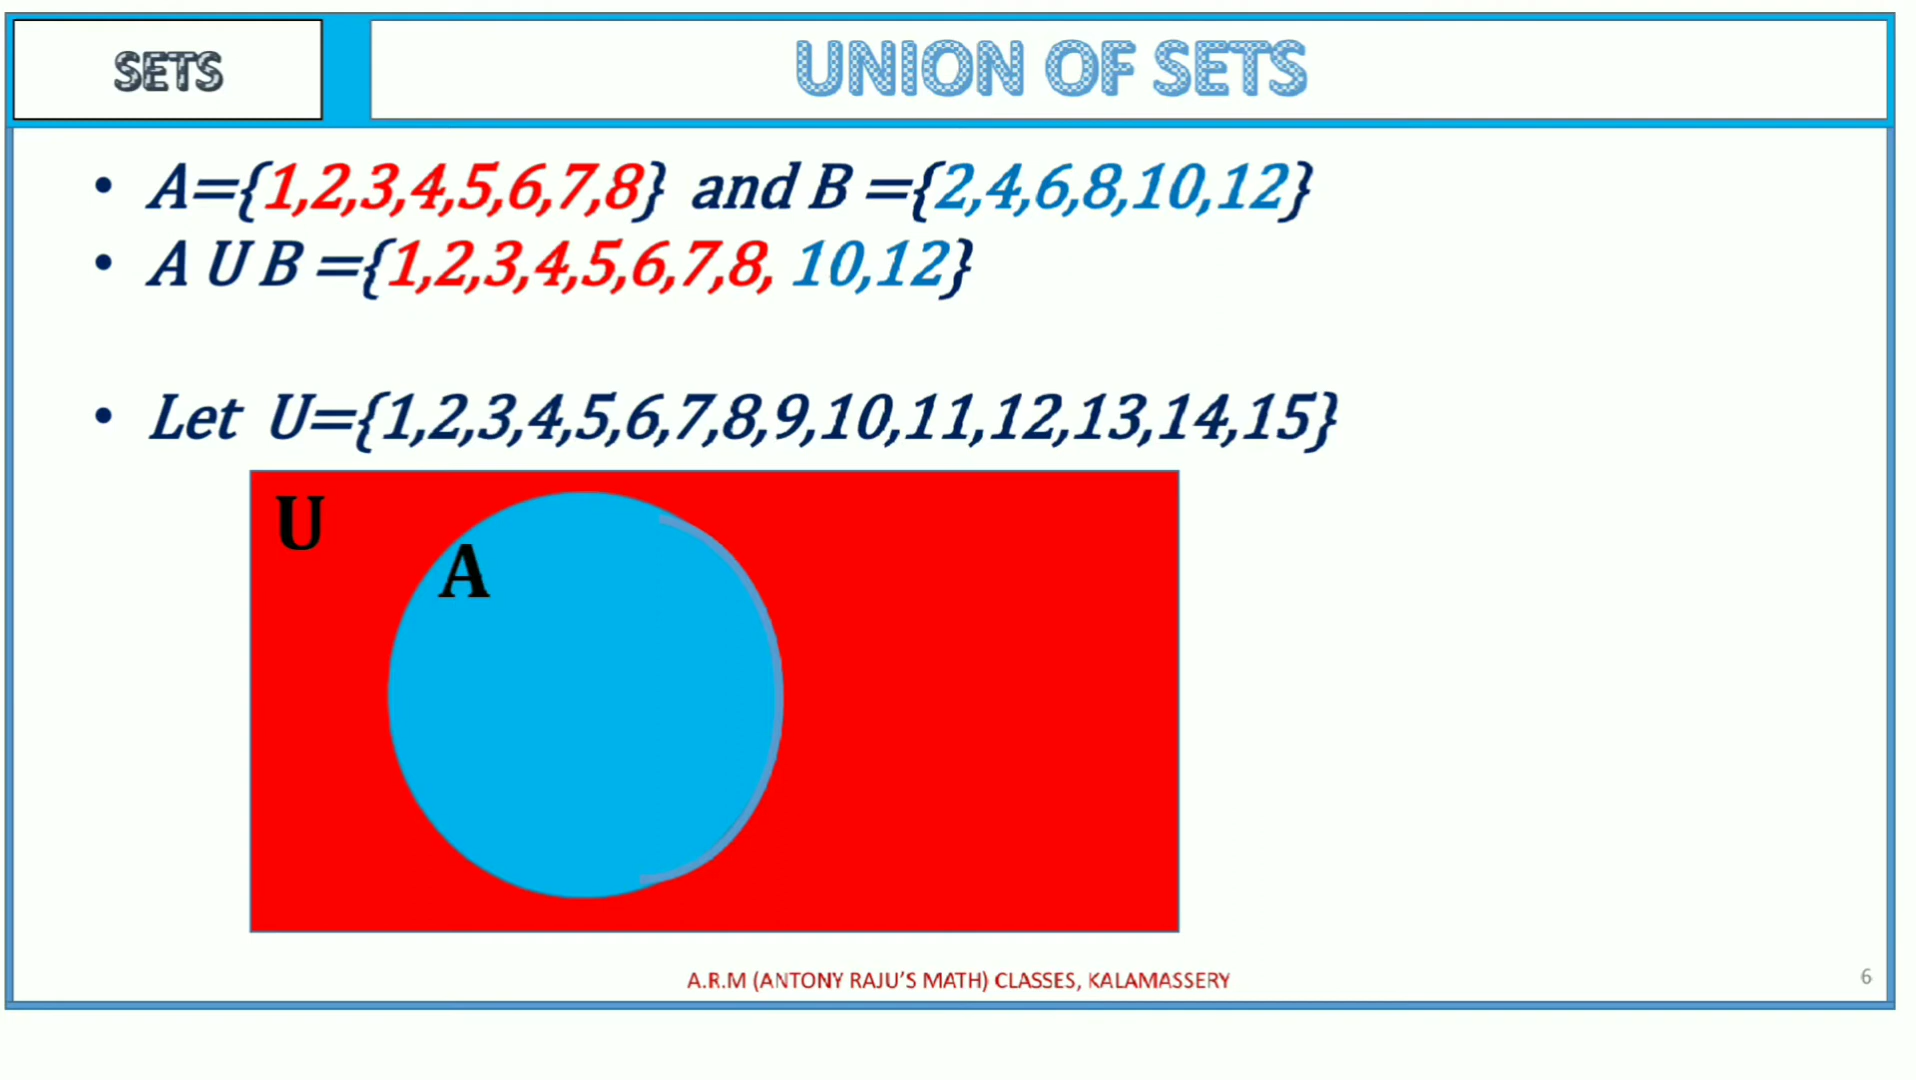 SETS
UNION OF SETS
• A={1,2,3,4,5,6,7,8} and B ={2,4,6,8,10,12}
• A U B ={1,2,3,4,5,6,7,8, 10,12}
• Let U={1,2,3,4,5,6,7,8,9,10,11,12,13,14,15}
U
A
A.R.M (ANTONY RAJU'S MATH) CLASSES, KALAMASSERY
6